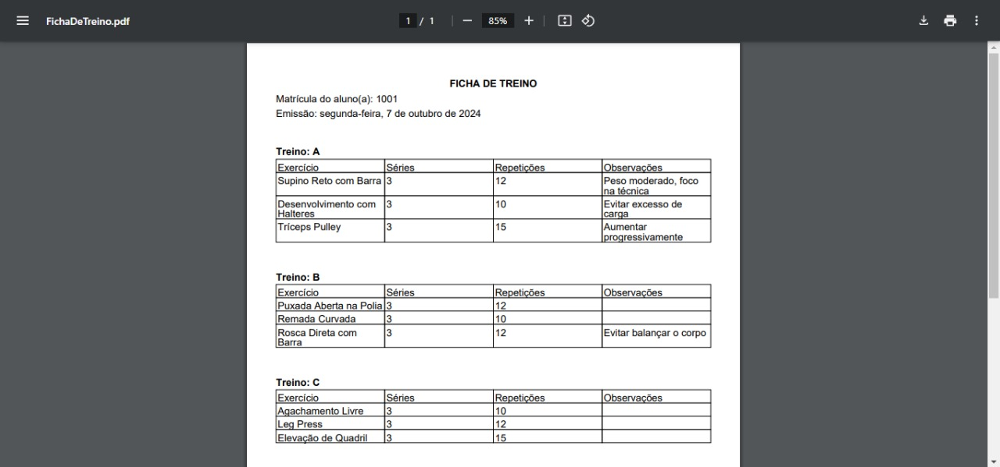 FichaDeTreino.pdf
1 / 1
85%
FICHA DE TREINO
Matrícula do aluno(a): 1001
Emissão: segunda-feira, 7 de outubro de 2024
Treino: A
Exercício Séries Repetições Observações
Supino Reto com Barra 3 12 Peso moderado, foco
na técnica
Desenvolvimento com 3 10 Evitar excesso de
Halteres carga
Tríceps Pulley 3 15 Aumentar
progressivamente
Treino: B
Exercício Séries Repetições Observações
Puxada Aberta na Polia 3 12
Remada Curvada 3 10
Rosca Direta com 3 12 Evitar balançar o corpo
Barra
Treino: C
Exercício Séries Repetições Observações
Agachamento Livre 3 10
Leg Press 3 12
Elevação de Quadril 3 15